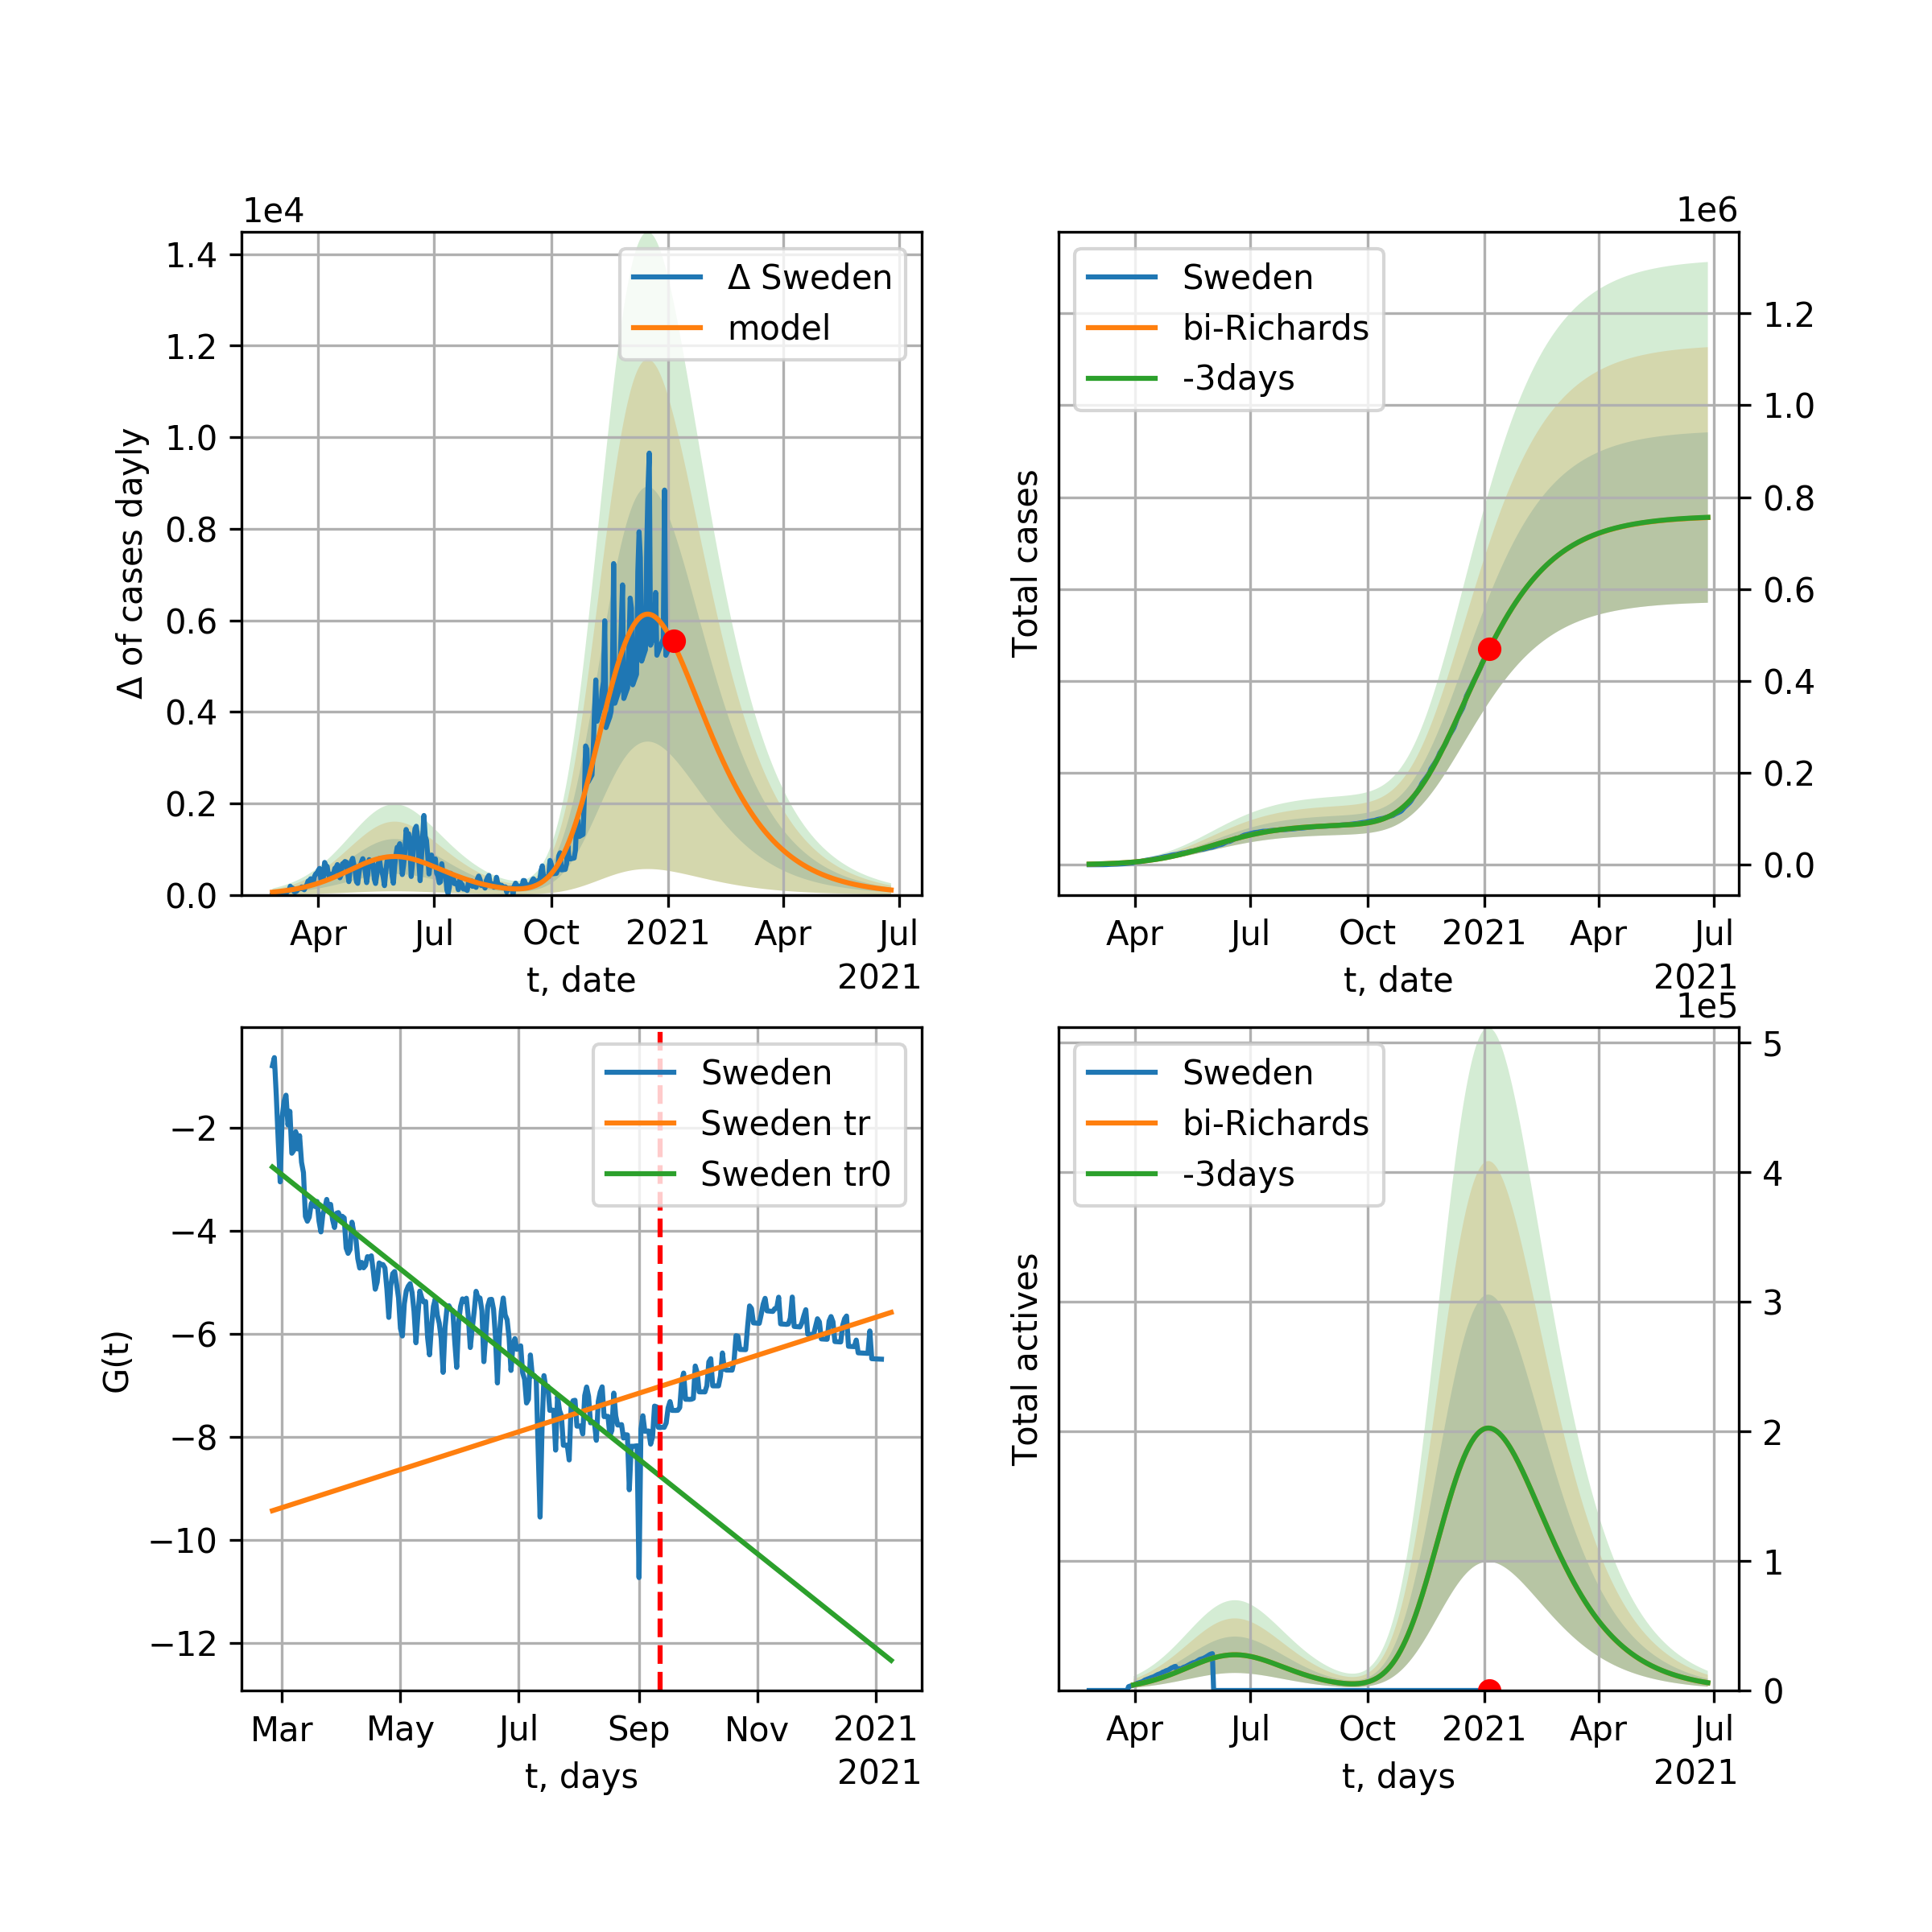 1e4
1.4
1.2
1.0
0.8
0.6
0.4
0.2
0.0
Δ of cases dayly
Δ Sweden
model
Apr Jul Oct 2021 Apr Jul
t, date
2021
1e6
1.2
1.0
0.8
0.6
0.4
0.2
0.0
Total cases
Sweden
bi-Richards
-3days
Apr Jul Oct 2021 Apr Jul
t, date
2021
−2
−4
−6
−8
−10
−12
G(t)
Sweden
Sweden tr
Sweden tr0
Mar May Jul Sep Nov 2021
t, days
2021
1e5
5
4
3
2
1
0
Total actives
Sweden
bi-Richards
-3days
Apr Jul Oct 2021 Apr Jul
t, days
2021